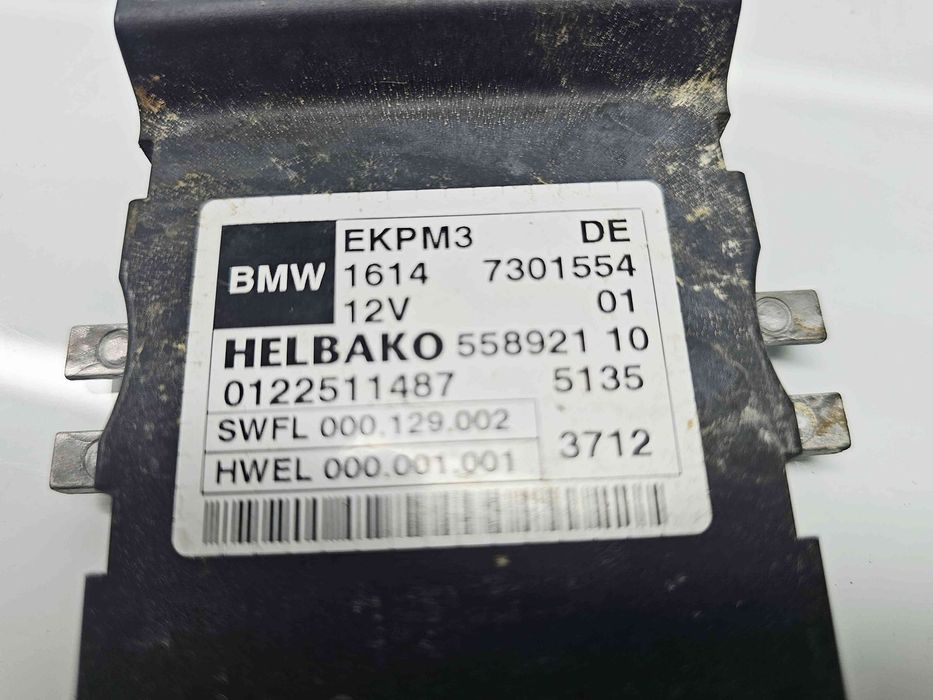 BMW
EKPM3 DE
1614 7301554
12V 01
HELBAKO 558921 10
0122511487 5135
SWFL 000.129.002
3712
HWEL 000.001.001